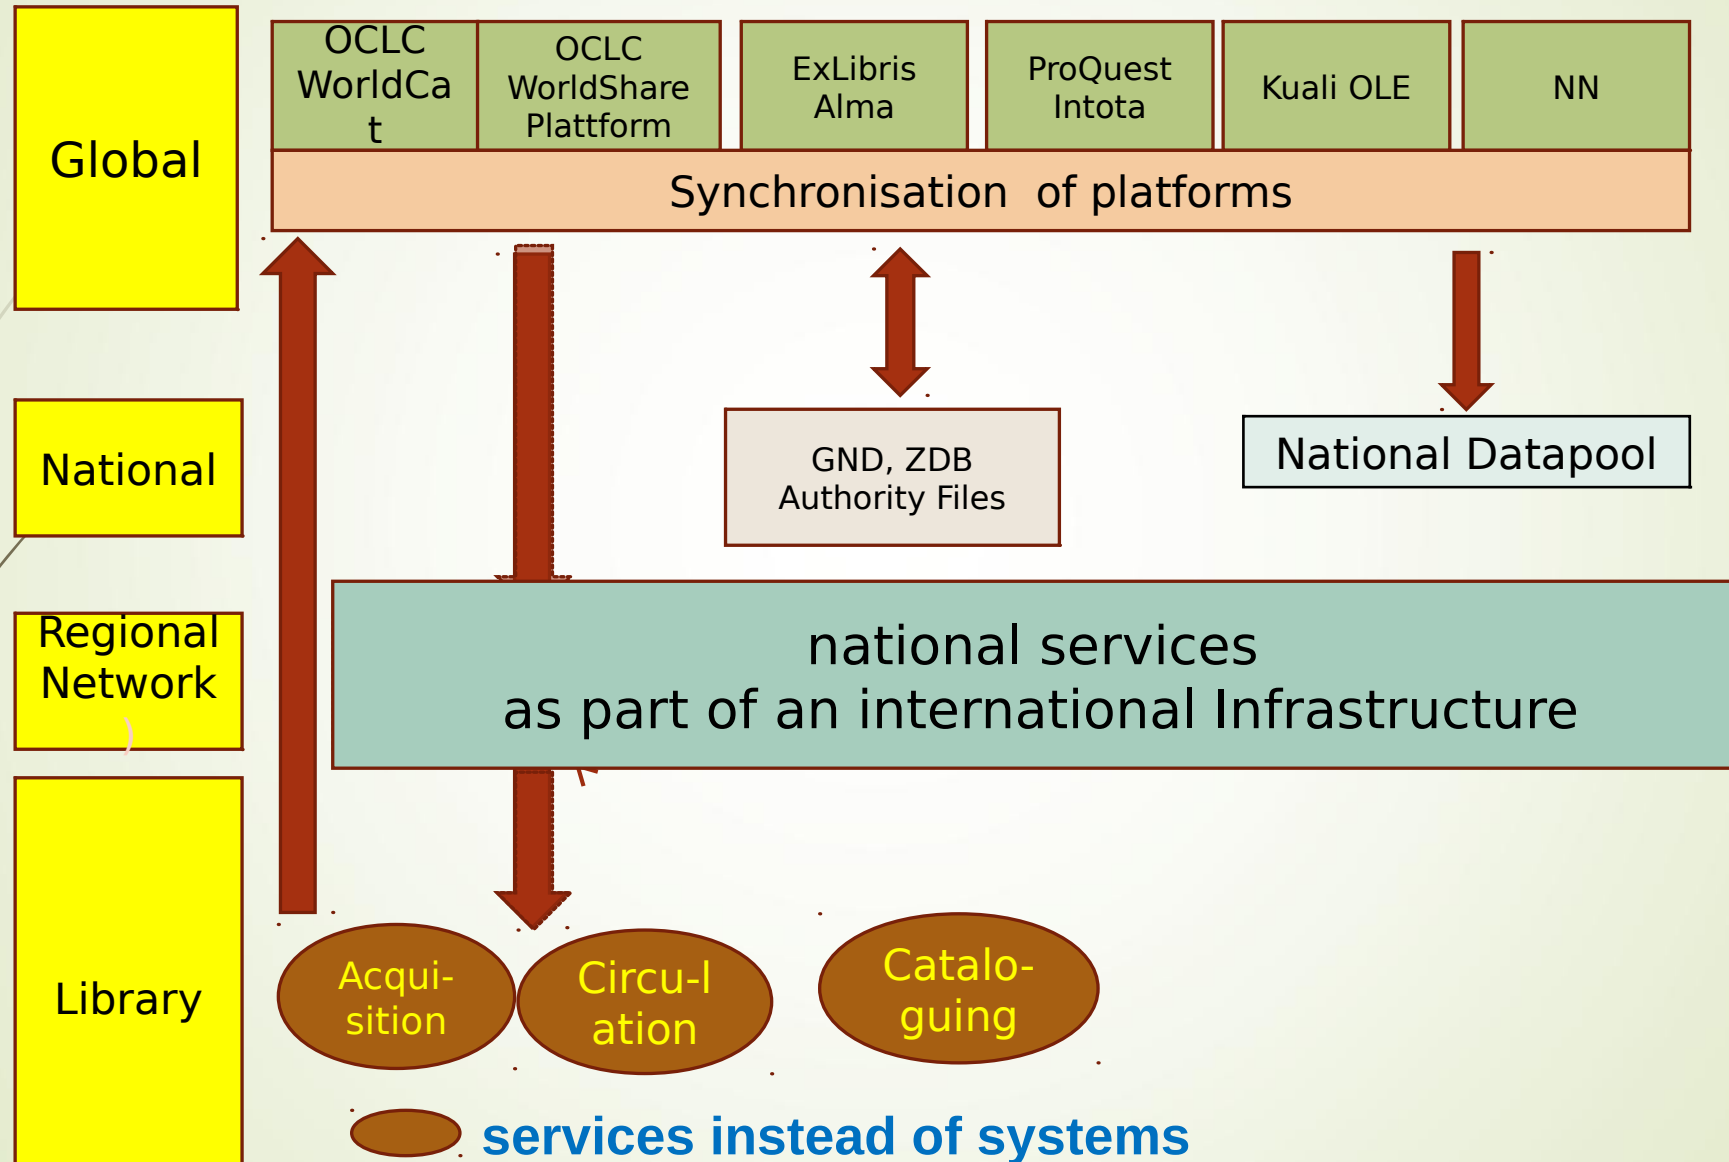 Global
OCLC
WorldCa
t
OCLC
WorldShare
Plattform
ExLibris
Alma
ProQuest
Intota
Kuali OLE
NN
Synchronisation of platforms
National
GND, ZDB
Authority Files
National Datapool
Regional
Network
)
national services
as part of an international Infrastructure
Library
Acqui-
sition
Circu-l
ation
Catalo-
guing
services instead of systems